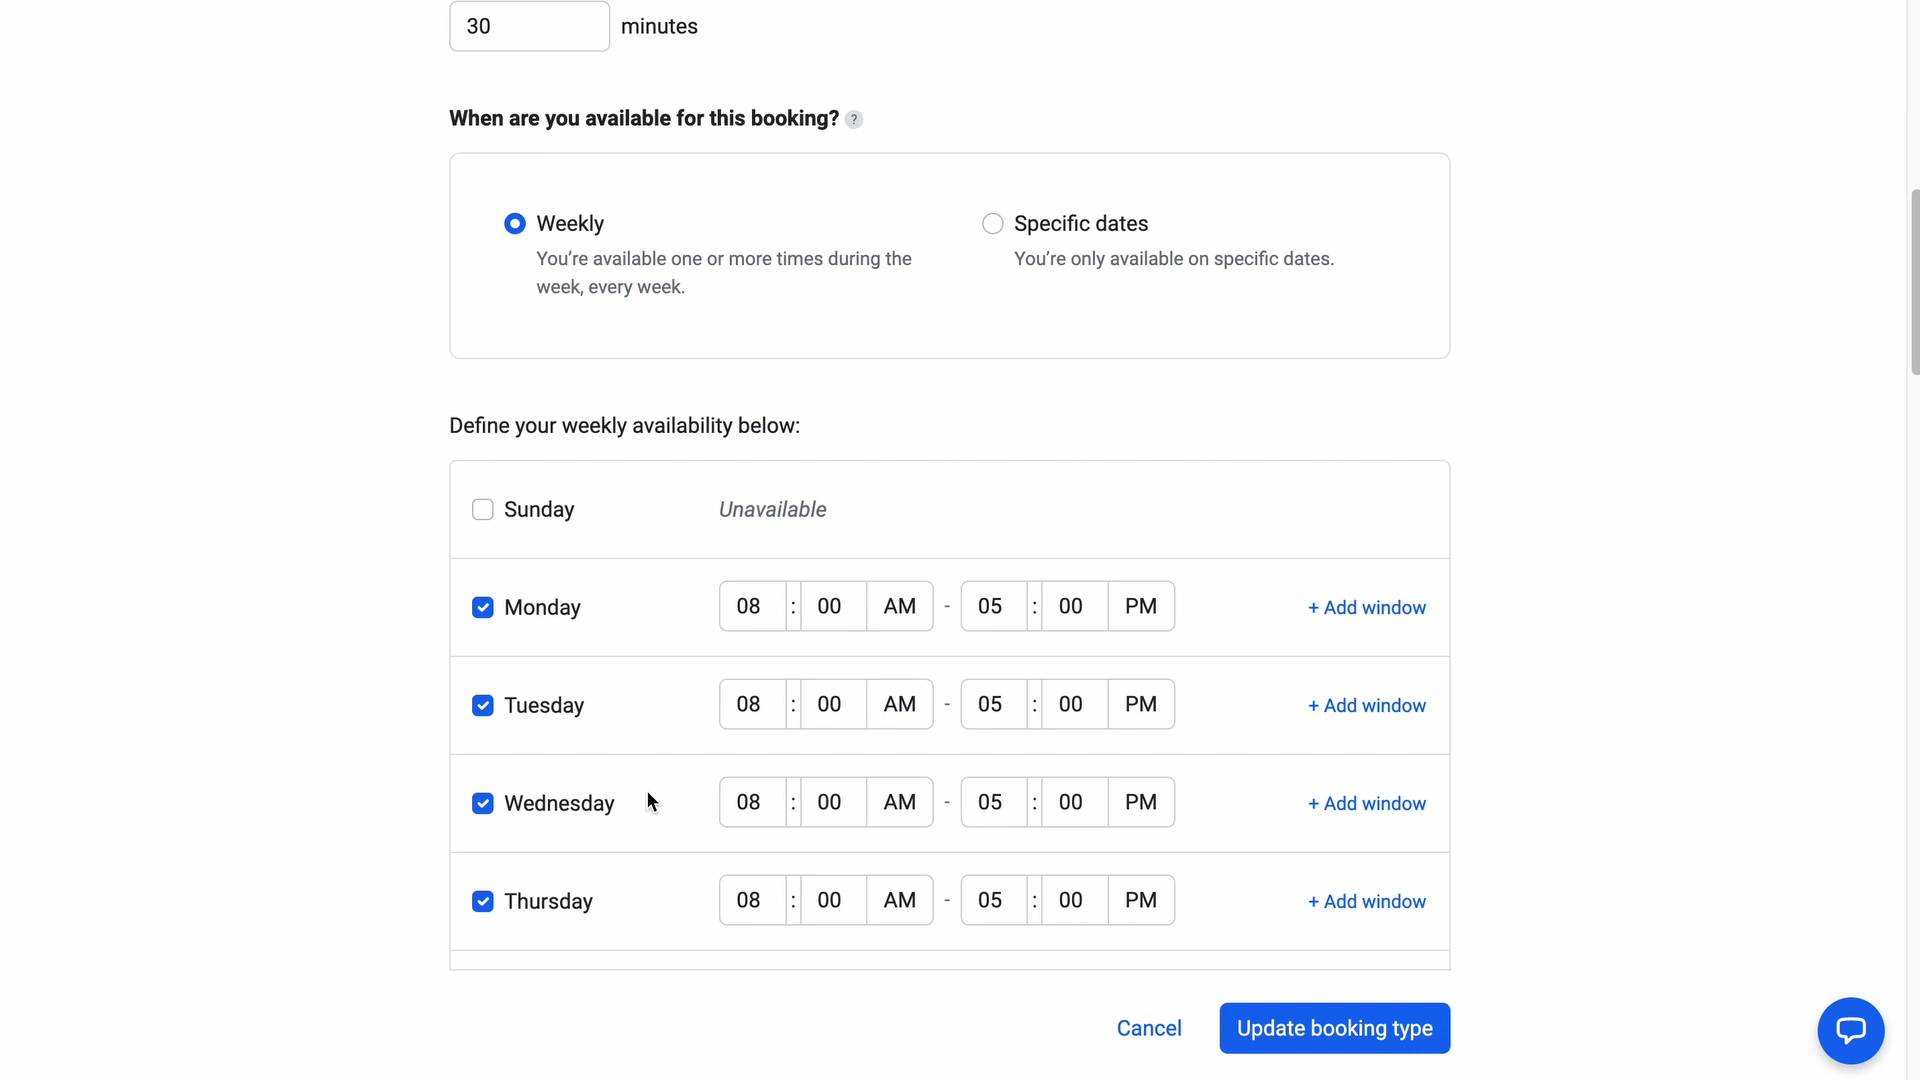 30 minutes
When are you available for this booking? ?
Weekly
You're available one or more times during the
week, every week.
Specific dates
You're only available on specific dates.
Define your weekly availability below:
Sunday Unavailable
Monday 08 : 00 AM - 05 : 00 PM + Add window
Tuesday 08 : 00 AM - 05 : 00 PM + Add window
Wednesday 08 : 00 AM - 05 : 00 PM + Add window
Thursday 08 : 00 AM - 05 : 00 PM + Add window
Cancel Update booking type